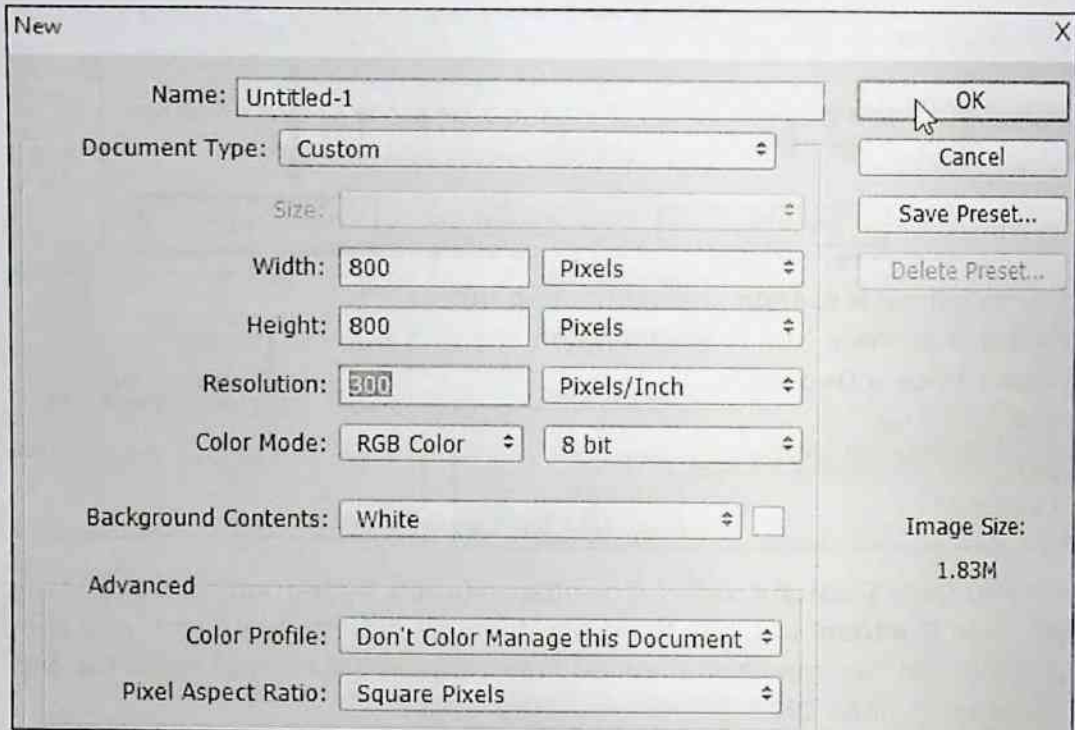 New
X
Name: Untitled-1
OK
Document Type: Custom
Cancel
Size:
Save Preset...
Width: 800 Pixels
Delete Preset...
Height: 800 Pixels
Resolution: 300 Pixels/Inch
Color Mode: RGB Color 8 bit
Background Contents: White
Image Size:
1.83M
Advanced
Color Profile: Don't Color Manage this Document
Pixel Aspect Ratio: Square Pixels